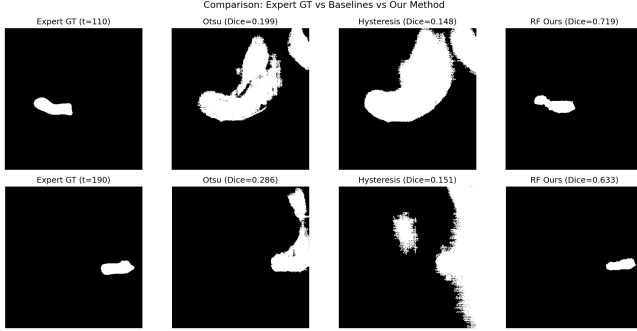 Comparison: Expert GT vs Baselines vs Our Method
Expert GT (t=110)
Otsu (Dice=0.199)
Hysteresis (Dice=0.148)
RF Ours (Dice=0.719)
Expert GT (t=190)
Otsu (Dice=0.286)
Hysteresis (Dice=0.151)
RF Ours (Dice=0.633)